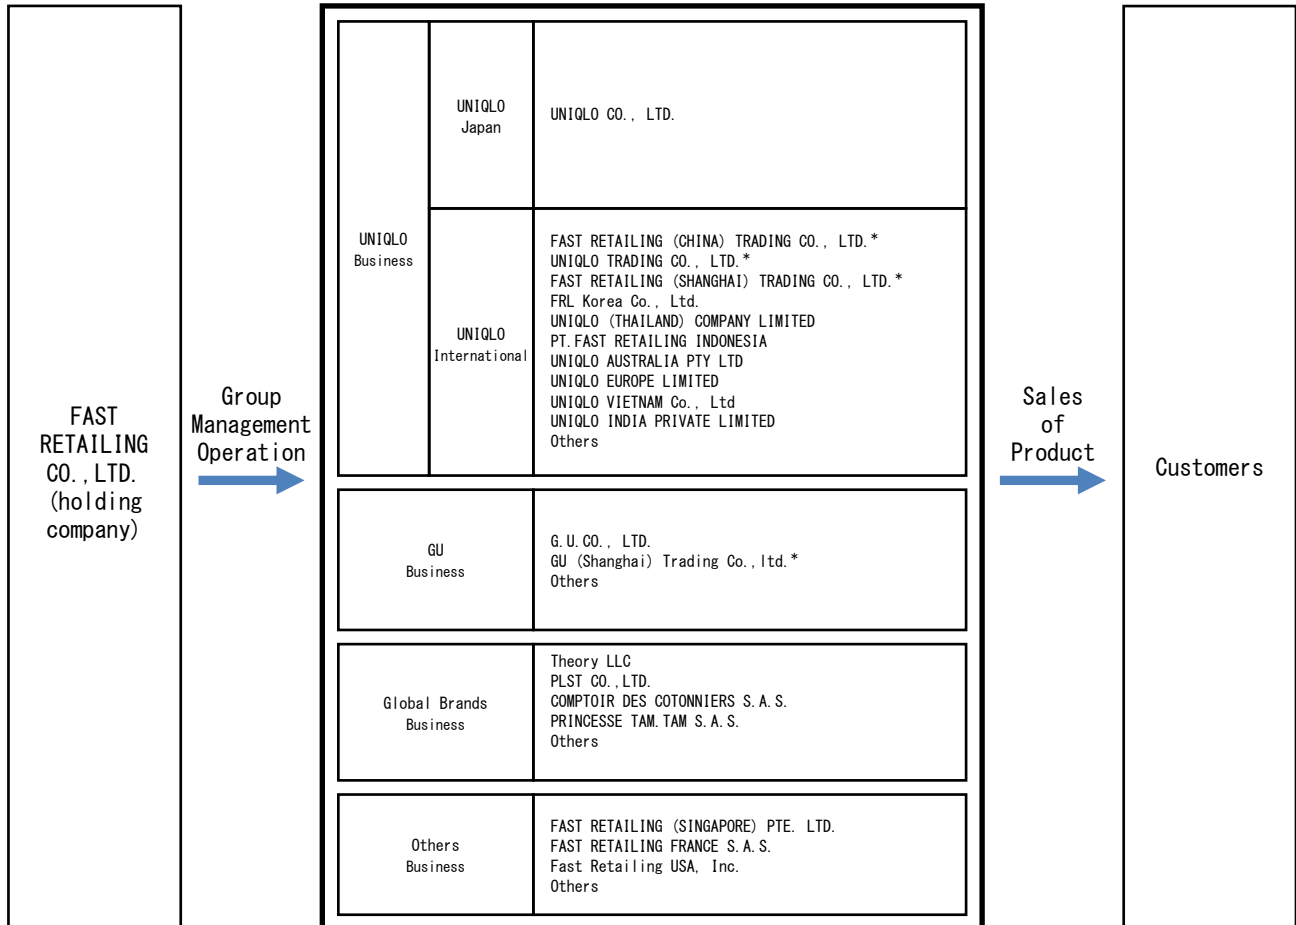 FAST
RETAILING
CO.,LTD.
(holding
company)
Group
Management
Operation
UNIQLO
Business
UNIQLO
Japan
UNIQLO CO., LTD.
UNIQLO
International
FAST RETAILING (CHINA) TRADING CO., LTD.*
UNIQLO TRADING CO., LTD.*
FAST RETAILING (SHANGHAI) TRADING CO., LTD.*
FRL Korea Co., Ltd.
UNIQLO (THAILAND) COMPANY LIMITED
PT.FAST RETAILING INDONESIA
UNIQLO AUSTRALIA PTY LTD
UNIQLO EUROPE LIMITED
UNIQLO VIETNAM Co., Ltd
UNIQLO INDIA PRIVATE LIMITED
Others
GU
Business
G.U.CO., LTD.
GU (Shanghai) Trading Co.,ltd.*
Others
Global Brands
Business
Theory LLC
PLST CO.,LTD.
COMPTOIR DES COTONNIERS S.A.S.
PRINCESSE TAM.TAM S.A.S.
Others
Others
Business
FAST RETAILING (SINGAPORE) PTE. LTD.
FAST RETAILING FRANCE S.A.S.
Fast Retailing USA, Inc.
Others
Sales
of
Product
Customers